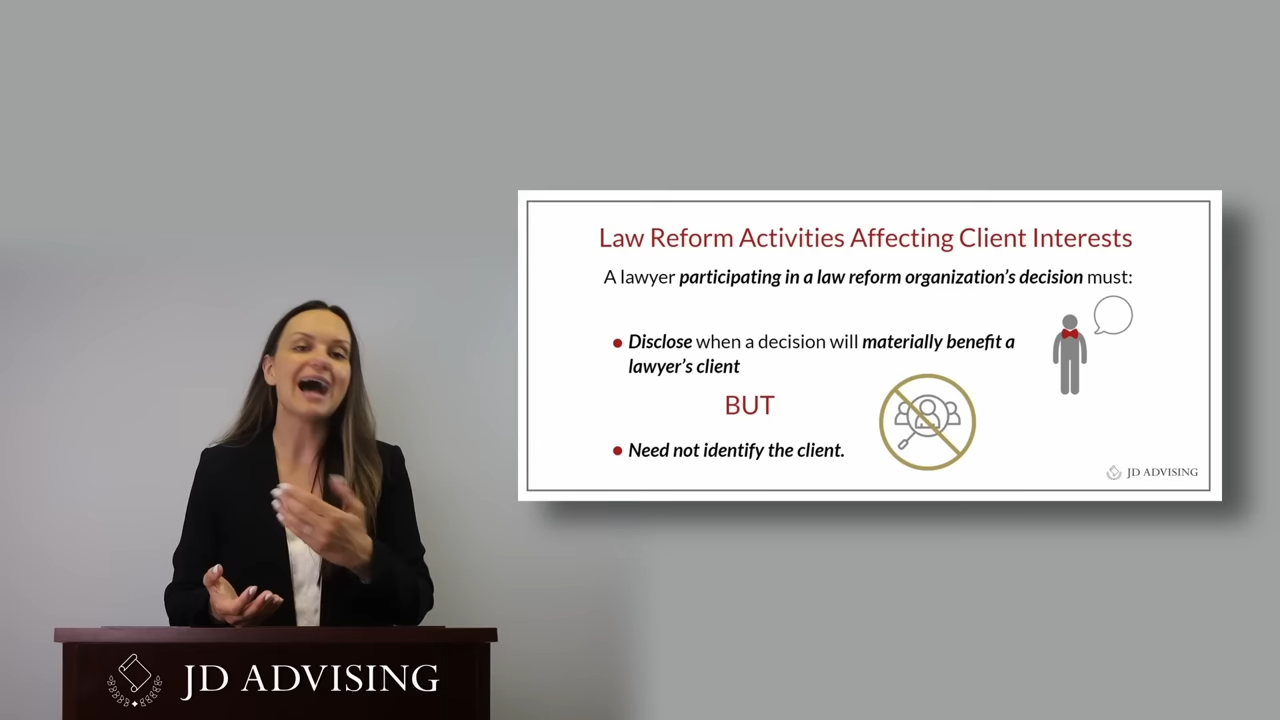 Law Reform Activities Affecting Client Interests
A lawyer participating in a law reform organization's decision must:
• Disclose when a decision will materially benefit a
lawyer's client
BUT
• Need not identify the client.
JD ADVISING
JD ADVISING